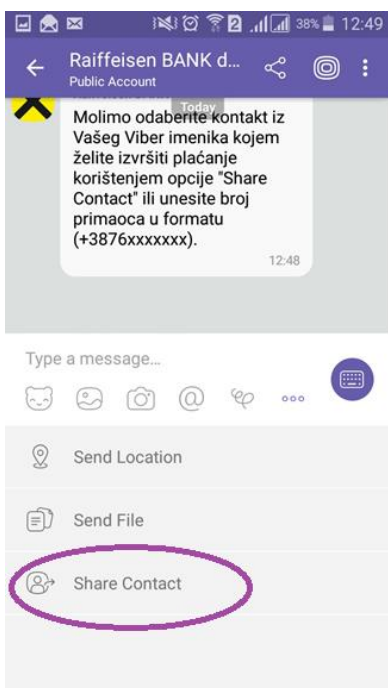 2
38%
12:49
Raiffeisen BANK d...
Public Account
Today
Molimo odaberite kontakt iz
Vašeg Viber imenika kojem
želite izvršiti plaćanje
korištenjem opcije "Share
Contact" ili unesite broj
primaoca u formatu
(+3876xxxxxxx).
12:48
Type a message...
Send Location
Send File
Share Contact